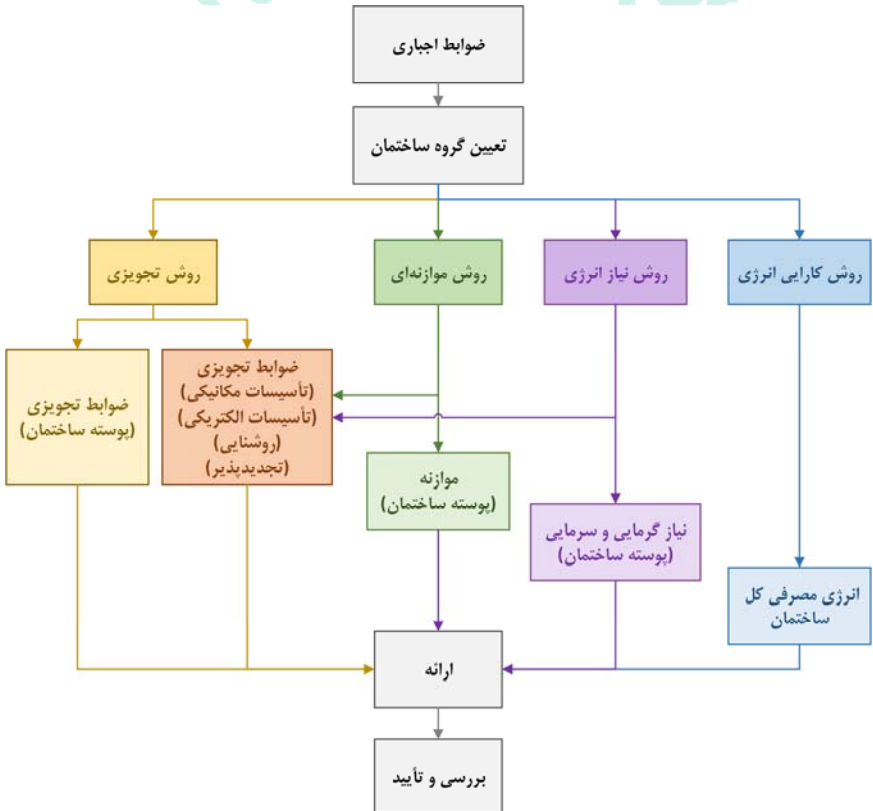 ضوابط اجباری
تعیین گروه ساختمان
روش کارایی انرژی
روش نیاز انرژی
روش موازنه‌ای
روش تجویزی
ضوابط تجویزی
(تأسیسات مکانیکی)
(تأسیسات الکتریکی)
(روشنایی)
(تجدیدپذیر)
ضوابط تجویزی
(پوسته ساختمان)
موازنه
(پوسته ساختمان)
نیاز گرمایی و سرمایی
(پوسته ساختمان)
انرژی مصرفی کل
ساختمان
ارائه
بررسی و تأیید